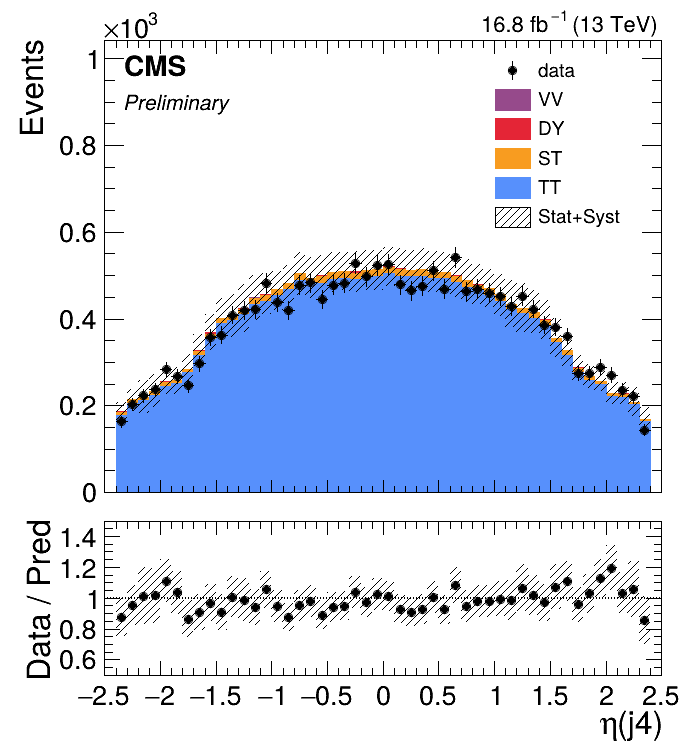 ×10³
16.8 fb⁻¹ (13 TeV)
Events
CMS
Preliminary
data
VV
DY
ST
TT
Stat+Syst
1
0.8
0.6
0.4
0.2
0
Data / Pred
1.4
1.2
1
0.8
0.6
−2.5 −2 −1.5 −1 −0.5 0 0.5 1 1.5 2 2.5
η(j4)